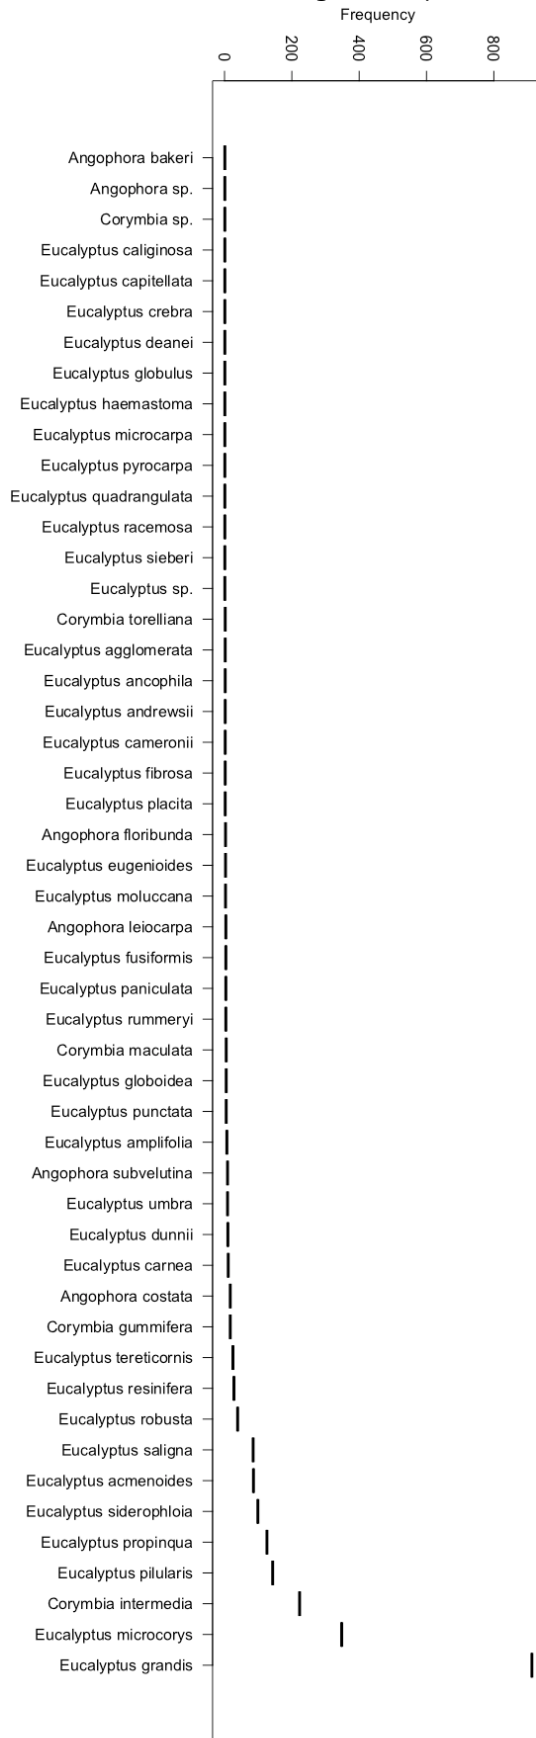 Frequency
0
200
400
600
800
Angophora bakeri
Angophora sp.
Corymbia sp.
Eucalyptus caliginosa
Eucalyptus capitellata
Eucalyptus crebra
Eucalyptus deanei
Eucalyptus globulus
Eucalyptus haemastoma
Eucalyptus microcarpa
Eucalyptus pyrocarpa
Eucalyptus quadrangulata
Eucalyptus racemosa
Eucalyptus sieberi
Eucalyptus sp.
Corymbia torelliana
Eucalyptus agglomerata
Eucalyptus ancophila
Eucalyptus andrewsii
Eucalyptus cameronii
Eucalyptus fibrosa
Eucalyptus placita
Angophora floribunda
Eucalyptus eugenioides
Eucalyptus moluccana
Angophora leiocarpa
Eucalyptus fusiformis
Eucalyptus paniculata
Eucalyptus rummeryi
Corymbia maculata
Eucalyptus globoidea
Eucalyptus punctata
Eucalyptus amplifolia
Angophora subvelutina
Eucalyptus umbra
Eucalyptus dunnii
Eucalyptus carnea
Angophora costata
Corymbia gummifera
Eucalyptus tereticornis
Eucalyptus resinifera
Eucalyptus robusta
Eucalyptus saligna
Eucalyptus acmenoides
Eucalyptus siderophloia
Eucalyptus propinqua
Eucalyptus pilularis
Corymbia intermedia
Eucalyptus microcorys
Eucalyptus grandis